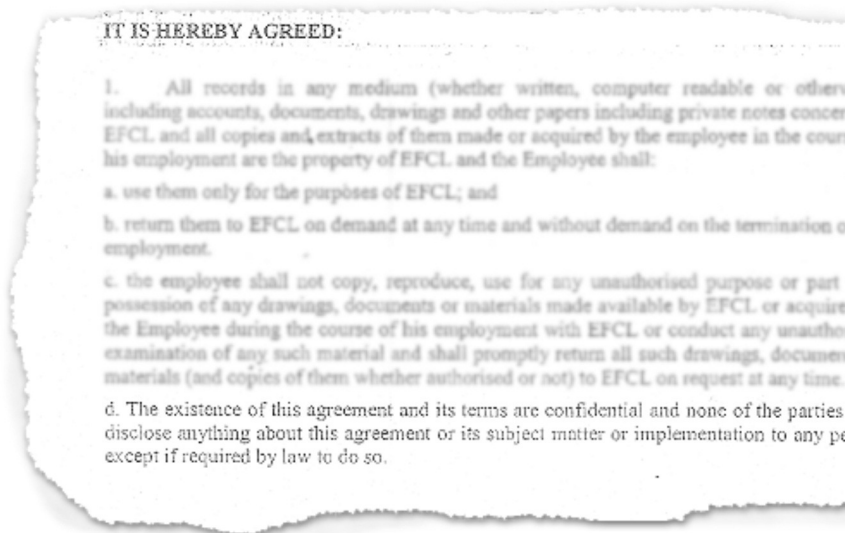 IT IS HEREBY AGREED:
1. All records in any medium (whether written, computer readable or otherw
including accounts, documents, drawings and other papers including private notes concer
EFCL and all copies and extracts of them made or acquired by the employee in the cour
his employment are the property of EFCL and the Employee shall:
a. use them only for the purposes of EFCL; and
b. return them to EFCL on demand at any time and without demand on the termination o
employment.
c. the employee shall not copy, reproduce, use for any unauthorised purpose or part
possession of any drawings, documents or materials made available by EFCL or acquire
the Employee during the course of his employment with EFCL or conduct any unautho
examination of any such material and shall promptly return all such drawings, documen
materials (and copies of them whether authorised or not) to EFCL on request at any time.
d. The existence of this agreement and its terms are confidential and none of the parties
disclose anything about this agreement or its subject matter or implementation to any pe
except if required by law to do so.